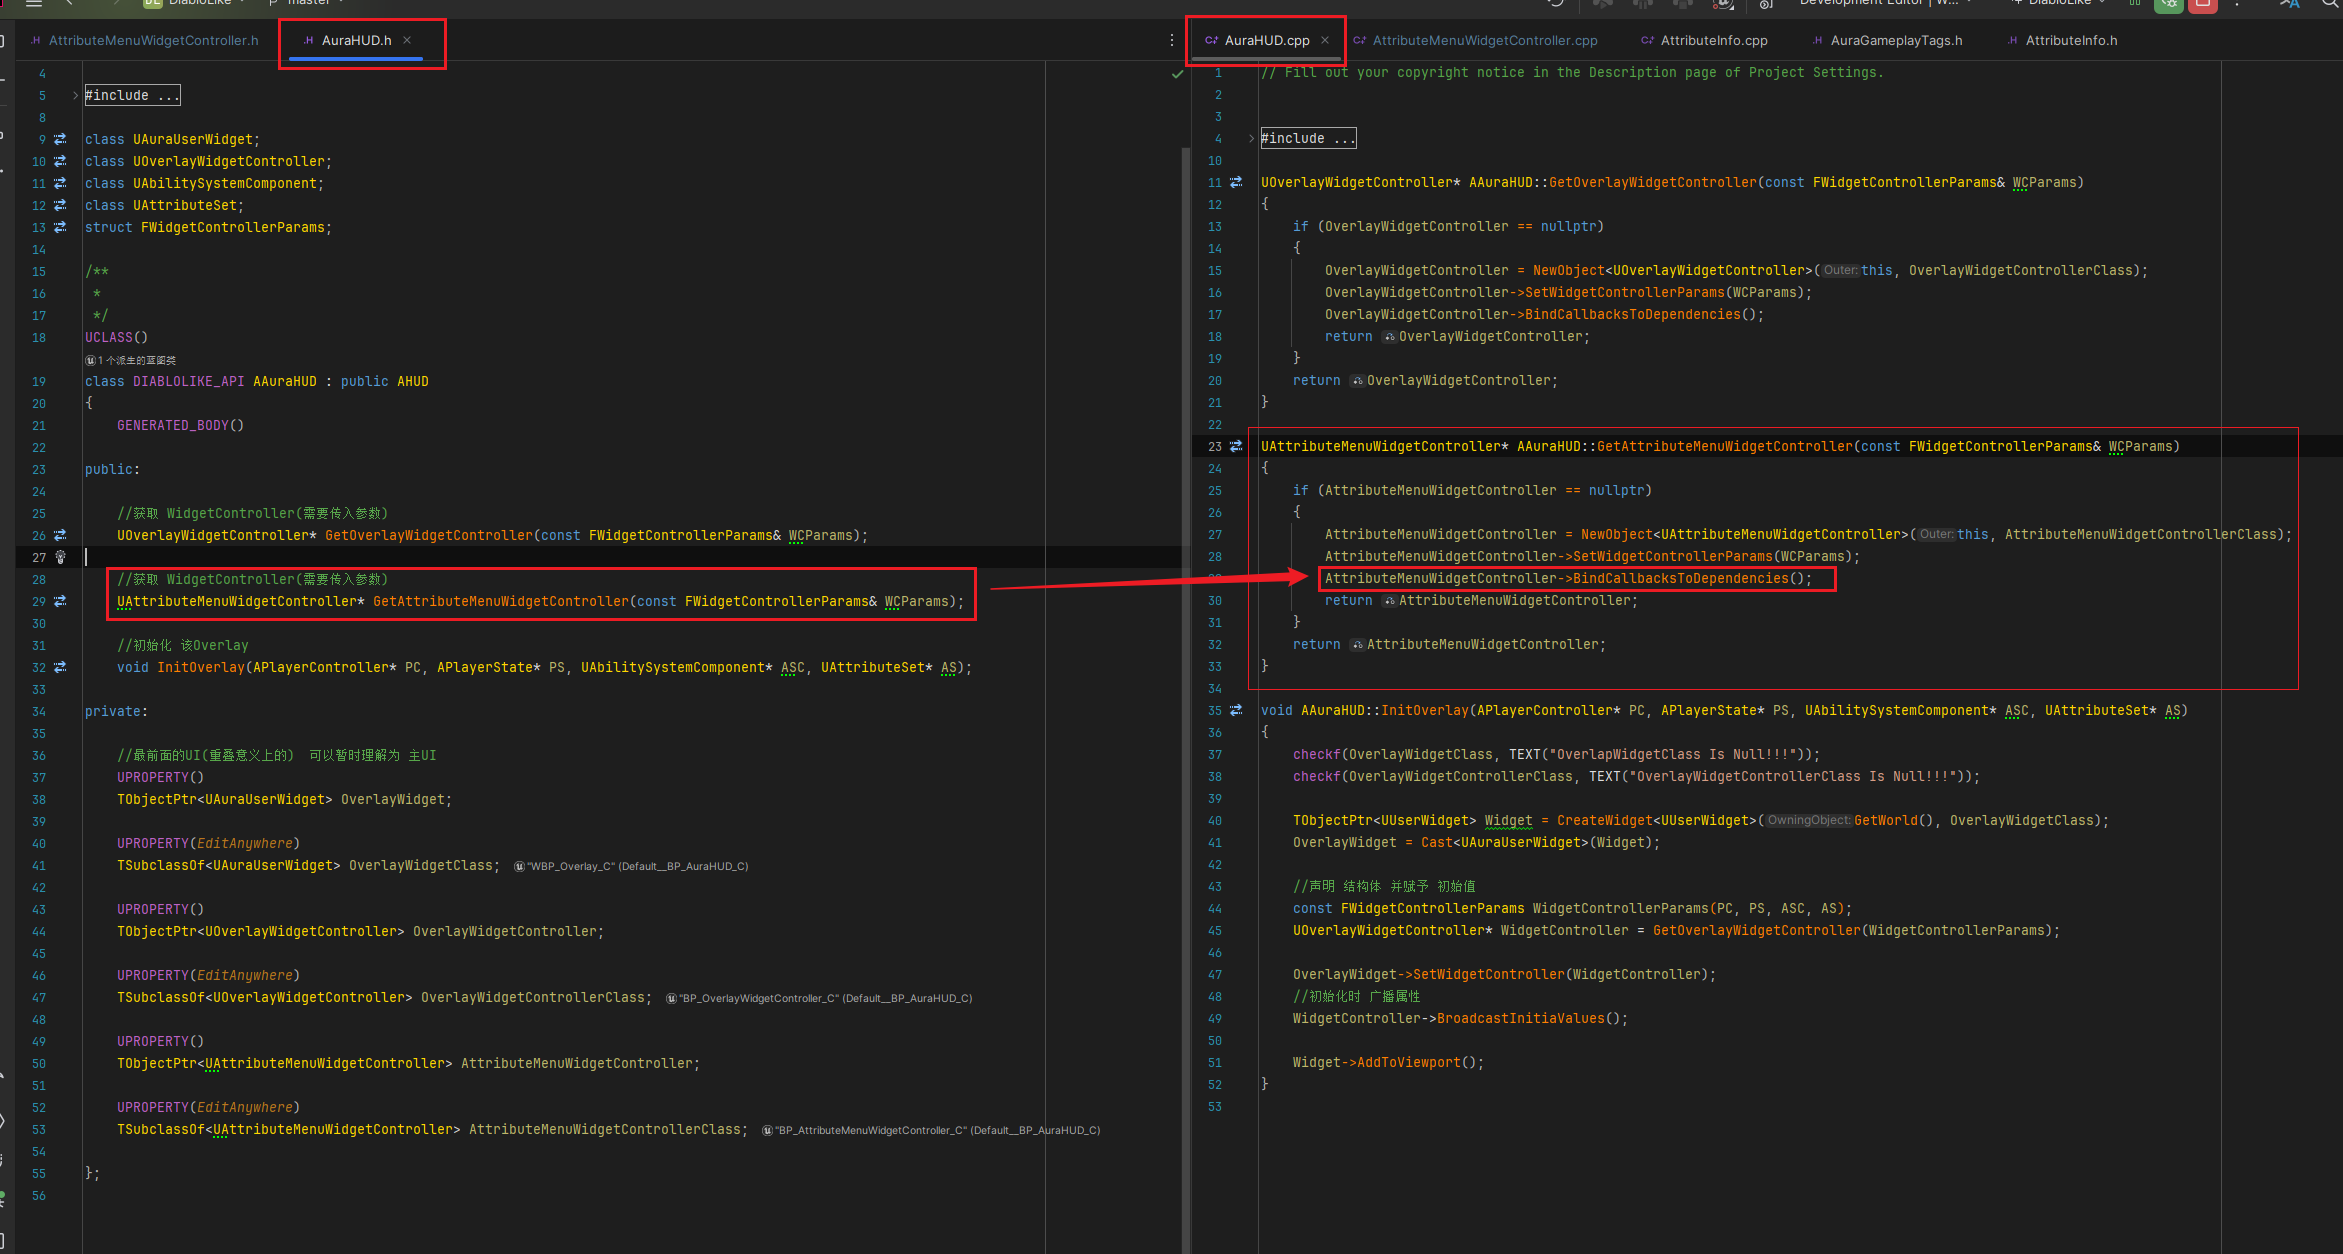 DE DiabloLike master
Development Editor | W... DiabloLike
AttributeMenuWidgetController.h AuraHUD.h
4
5 #include ...
8
9 class UAuraUserWidget;
10 class UOverlayWidgetController;
11 class UAbilitySystemComponent;
12 class UAttributeSet;
13 struct FWidgetControllerParams;
14
15 /**
16 *
17 */
18 UCLASS()
1 个派生的蓝图类
19 class DIABLOLIKE_API AAuraHUD : public AHUD
20 {
21 GENERATED_BODY()
22
23 public:
24
25 //获取 WidgetController(需要传入参数)
26 UOverlayWidgetController* GetOverlayWidgetController(const FWidgetControllerParams& WCParams);
27
28 //获取 WidgetController(需要传入参数)
29 UAttributeMenuWidgetController* GetAttributeMenuWidgetController(const FWidgetControllerParams& WCParams);
30
31 //初始化 该Overlay
32 void InitOverlay(APlayerController* PC, APlayerState* PS, UAbilitySystemComponent* ASC, UAttributeSet* AS);
33
34 private:
35
36 //最前面的UI(重叠意义上的) 可以暂时理解为 主UI
37 UPROPERTY()
38 TObjectPtr<UAuraUserWidget> OverlayWidget;
39
40 UPROPERTY(EditAnywhere)
41 TSubclassOf<UAuraUserWidget> OverlayWidgetClass; "WBP_Overlay_C" (Default__BP_AuraHUD_C)
42
43 UPROPERTY()
44 TObjectPtr<UOverlayWidgetController> OverlayWidgetController;
45
46 UPROPERTY(EditAnywhere)
47 TSubclassOf<UOverlayWidgetController> OverlayWidgetControllerClass; "BP_OverlayWidgetController_C" (Default__BP_AuraHUD_C)
48
49 UPROPERTY()
50 TObjectPtr<UAttributeMenuWidgetController> AttributeMenuWidgetController;
51
52 UPROPERTY(EditAnywhere)
53 TSubclassOf<UAttributeMenuWidgetController> AttributeMenuWidgetControllerClass; "BP_AttributeMenuWidgetController_C" (Default__BP_AuraHUD_C)
54
55 };
56
AuraHUD.cpp AttributeMenuWidgetController.cpp AttributeInfo.cpp AuraGameplayTags.h AttributeInfo.h
1 // Fill out your copyright notice in the Description page of Project Settings.
2
3
4 #include ...
10
11 UOverlayWidgetController* AAuraHUD::GetOverlayWidgetController(const FWidgetControllerParams& WCParams)
12 {
13 if (OverlayWidgetController == nullptr)
14 {
15 OverlayWidgetController = NewObject<UOverlayWidgetController>(Outer: this, OverlayWidgetControllerClass);
16 OverlayWidgetController->SetWidgetControllerParams(WCParams);
17 OverlayWidgetController->BindCallbacksToDependencies();
18 return OverlayWidgetController;
19 }
20 return OverlayWidgetController;
21 }
22
23 UAttributeMenuWidgetController* AAuraHUD::GetAttributeMenuWidgetController(const FWidgetControllerParams& WCParams)
24 {
25 if (AttributeMenuWidgetController == nullptr)
26 {
27 AttributeMenuWidgetController = NewObject<UAttributeMenuWidgetController>(Outer: this, AttributeMenuWidgetControllerClass);
28 AttributeMenuWidgetController->SetWidgetControllerParams(WCParams);
AttributeMenuWidgetController->BindCallbacksToDependencies();
30 return AttributeMenuWidgetController;
31 }
32 return AttributeMenuWidgetController;
33 }
34
35 void AAuraHUD::InitOverlay(APlayerController* PC, APlayerState* PS, UAbilitySystemComponent* ASC, UAttributeSet* AS)
36 {
37 checkf(OverlayWidgetClass, TEXT("OverlapWidgetClass Is Null!!!"));
38 checkf(OverlayWidgetControllerClass, TEXT("OverlayWidgetControllerClass Is Null!!!"));
39
40 TObjectPtr<UUserWidget> Widget = CreateWidget<UUserWidget>(OwningObject: GetWorld(), OverlayWidgetClass);
41 OverlayWidget = Cast<UAuraUserWidget>(Widget);
42
43 //声明 结构体 并赋予 初始值
44 const FWidgetControllerParams WidgetControllerParams(PC, PS, ASC, AS);
45 UOverlayWidgetController* WidgetController = GetOverlayWidgetController(WidgetControllerParams);
46
47 OverlayWidget->SetWidgetController(WidgetController);
48 //初始化时 广播属性
49 WidgetController->BroadcastInitiaValues();
50
51 Widget->AddToViewport();
52 }
53